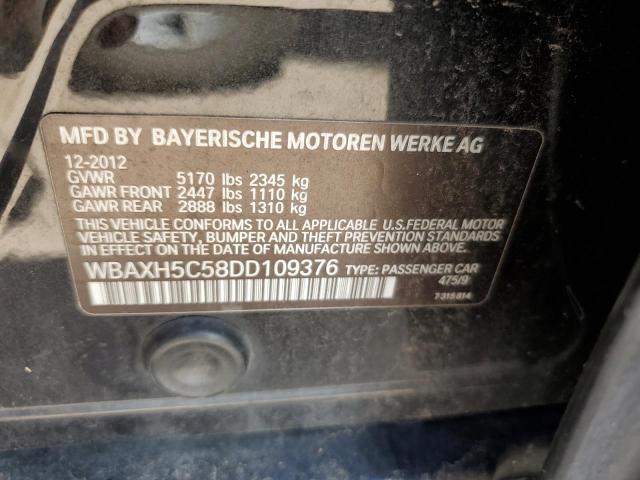 MFD BY BAYERISCHE MOTOREN WERKE AG
12-2012
GVWR 5170 lbs 2345 kg
GAWR FRONT 2447 lbs 1110 kg
GAWR REAR 2888 lbs 1310 kg
THIS VEHICLE CONFORMS TO ALL APPLICABLE U.S.FEDERAL MOTOR
VEHICLE SAFETY, BUMPER AND THEFT PREVENTION STANDARDS
IN EFFECT ON THE DATE OF MANUFACTURE SHOWN ABOVE.
WBAXH5C58DD109376 TYPE: PASSENGER CAR
475/9
7315814